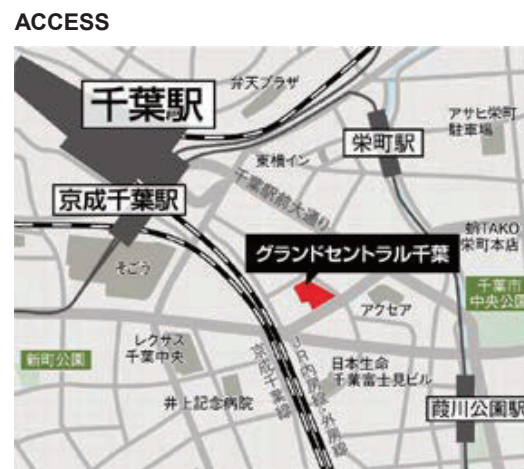 ACCESS
弁天プラザ
千葉駅
アサヒ栄町
駐車場
栄町駅
東横イン
千葉駅前大通り
京成千葉駅
蛸TAKO
栄町本店
グランドセントラル千葉
そごう
千葉市
中央公園
アクセア
レクサス
千葉中央
新町公園
京成千葉線
JR内房線・外房線
日本生命
千葉富士見ビル
井上記念病院
葭川公園駅